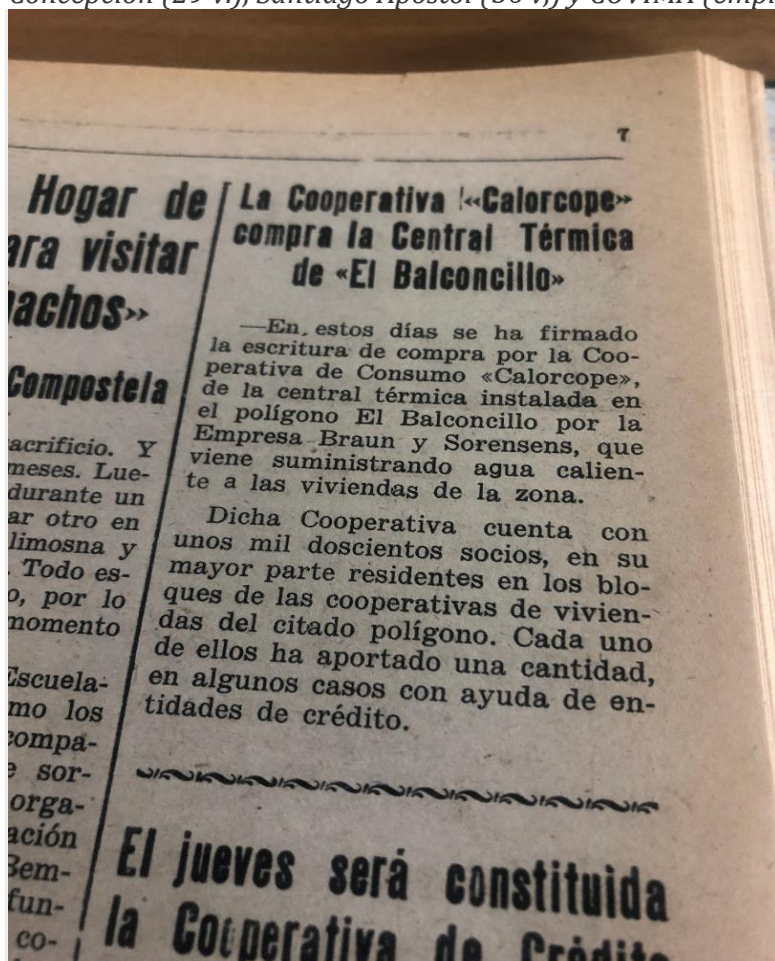 7
Hogar de
ara visitar
achos»
Compostela
acrificio. Y
meses. Lue-
durante un
ar otro en
limosna y
. Todo es-
o, por lo
momento
Escuela-
mo los
compa-
e sor-
orga-
ación
Bem-
fun-
co-
La Cooperativa «Calorcope»
compra la Central Térmica
de «El Balconcillo»
—En estos días se ha firmado
la escritura de compra por la Coo-
perativa de Consumo «Calorcope»,
de la central térmica instalada en
el polígono El Balconcillo por la
Empresa Braun y Sorensens, que
viene suministrando agua calien-
te a las viviendas de la zona.
Dicha Cooperativa cuenta con
unos mil doscientos socios, en su
mayor parte residentes en los blo-
ques de las cooperativas de vivien-
das del citado polígono. Cada uno
de ellos ha aportado una cantidad,
en algunos casos con ayuda de en-
tidades de crédito.
El jueves será constituida
la Cooperativa de Crédito